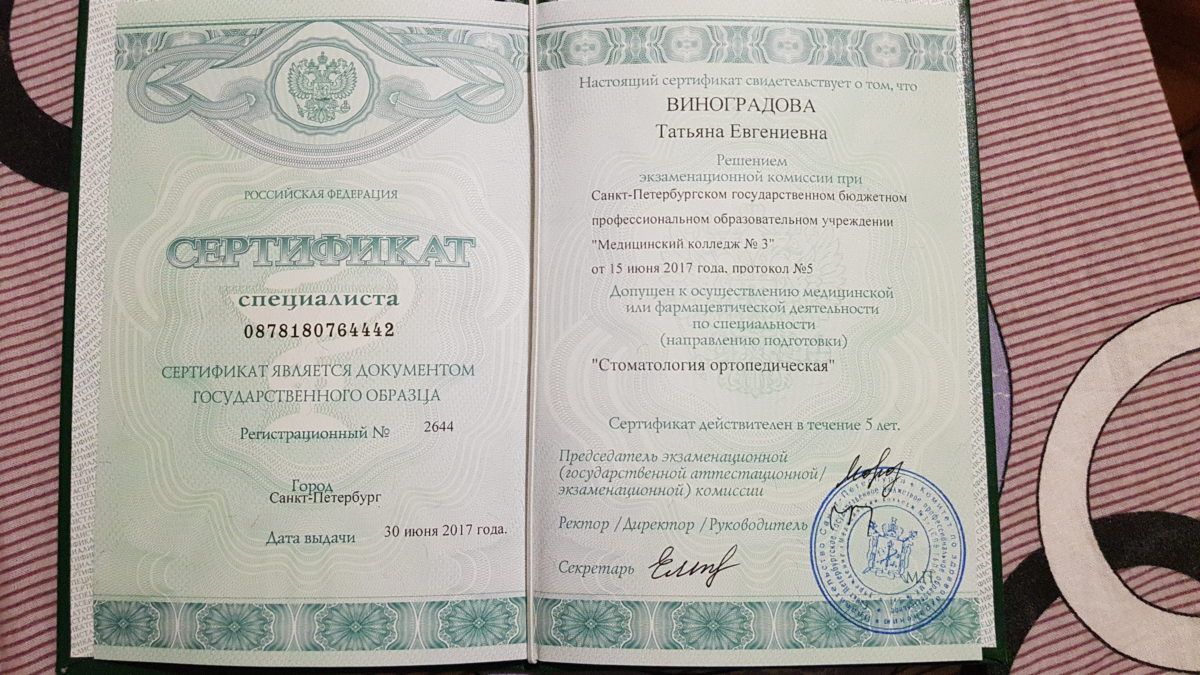 РОССИЙСКАЯ ФЕДЕРАЦИЯ
СЕРТИФИКАТ
специалиста
0878180764442
СЕРТИФИКАТ ЯВЛЯЕТСЯ ДОКУМЕНТОМ
ГОСУДАРСТВЕННОГО ОБРАЗЦА
Регистрационный № 2644
Город
Санкт-Петербург
Дата выдачи 30 июня 2017 года.
Настоящий сертификат свидетельствует о том, что
ВИНОГРАДОВА
Татьяна Евгениевна
Решением
экзаменационной комиссии при
Санкт-Петербургском государственном бюджетном
профессиональном образовательном учреждении
"Медицинский колледж № 3"
от 15 июня 2017 года, протокол №5
Допущен к осуществлению медицинской
или фармацевтической деятельности
по специальности
(направлению подготовки)
"Стоматология ортопедическая"
Сертификат действителен в течение 5 лет.
Председатель экзаменационной
(государственной аттестационной/
экзаменационной) комиссии
Ректор /Директор /Руководитель
Секретарь
М.П.